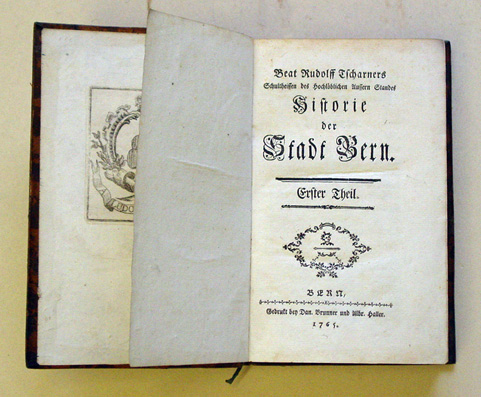 Beat Rudolff Tscharners
Schultheissen des Hochlöblichen Aussern Standes
Historie
der
Stadt Bern.
Erster Theil.
BERN,
Gedrukt bey Dan. Brunner und Albr. Haller.
1765.